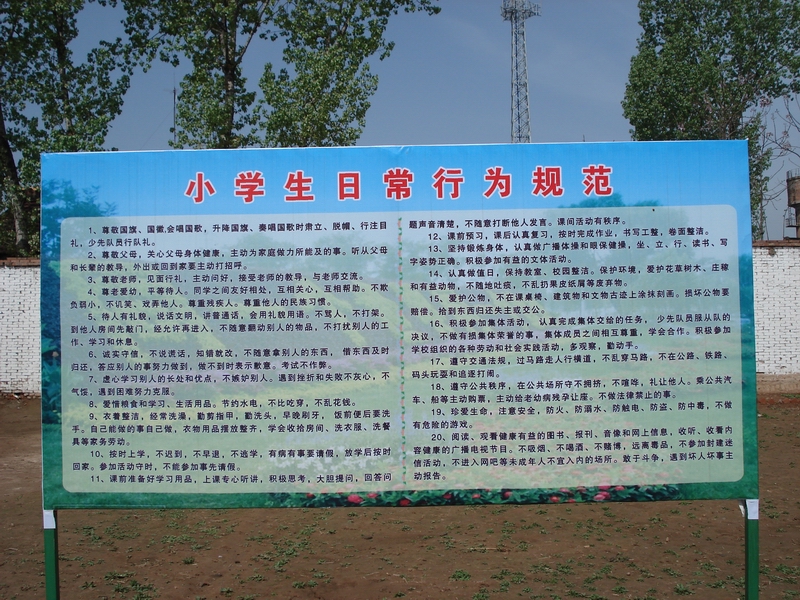 小学生日常行为规范
1、尊敬国旗、国徽,会唱国歌，升降国旗、奏唱国歌时肃立、脱帽、行注目
礼，少先队员行队礼。
2、尊敬父母，关心父母身体健康，主动为家庭做力所能及的事。听从父母
和长辈的教导，外出或回到家要主动打招呼。
3、尊敬老师，见面行礼，主动问好，接受老师的教导，与老师交流。
4、尊老爱幼，平等待人。同学之间友好相处，互相关心，互相帮助。不欺
负弱小，不讥笑、戏弄他人。尊重残疾人。尊重他人的民族习惯。
5、待人有礼貌，说话文明，讲普通话，会用礼貌用语。不骂人，不打架。
到他人房间先敲门，经允许再进入，不随意翻动别人的物品，不打扰别人的工
作、学习和休息。
6、诚实守信，不说谎话，知错就改，不随意拿别人的东西，借东西及时
归还，答应别人的事努力做到，做不到时表示歉意。考试不作弊。
7、虚心学习别人的长处和优点，不嫉妒别人。遇到挫折和失败不灰心，不
气馁，遇到困难努力克服。
8、爱惜粮食和学习、生活用品。节约水电，不比吃穿，不乱花钱。
9、衣着整洁，经常洗澡，勤剪指甲，勤洗头，早晚刷牙，饭前便后要洗
手。自己能做的事自己做，衣物用品摆放整齐，学会收拾房间、洗衣服、洗餐
具等家务劳动。
10、按时上学，不迟到，不早退，不逃学，有病有事要请假，放学后按时
回家。参加活动守时，不能参加事先请假。
11、课前准备好学习用品，上课专心听讲，积极思考，大胆提问，回答问
题声音清楚，不随意打断他人发言。课间活动有秩序。
12、课前预习，课后认真复习，按时完成作业，书写工整，卷面整洁。
13、坚持锻炼身体，认真做广播体操和眼保健操，坐、立、行、读书、写
字姿势正确。积极参加有益的文体活动。
14、认真做值日，保持教室、校园整洁。保护环境，爱护花草树木、庄稼
和有益动物，不随地吐痰，不乱扔果皮纸屑等废弃物。
15、爱护公物，不在课桌椅、建筑物和文物古迹上涂抹刻画。损坏公物要
赔偿。拾到东西归还失主或交公。
16、积极参加集体活动，认真完成集体交给的任务，少先队员服从队的
决议，不做有损集体荣誉的事，集体成员之间相互尊重，学会合作。积极参加
学校组织的各种劳动和社会实践活动，多观察，勤动手。
17、遵守交通法规，过马路走人行横道，不乱穿马路，不在公路、铁路、
码头玩耍和追逐打闹。
18、遵守公共秩序，在公共场所守不拥挤，不喧哗，礼让他人。乘公共汽
车、船等主动购票，主动给老幼病残孕让座。不做法律禁止的事。
19、珍爱生命，注意安全，防火、防溺水、防触电、防盗、防中毒，不做
有危险的游戏。
20、阅读、观看健康有益的图书、报刊、音像和网上信息，收听、收看内
容健康的广播电视节目。不吸烟、不喝酒、不赌博，远离毒品，不参加封建迷
信活动，不进入网吧等未成年人不宜入内的场所。敢于斗争，遇到坏人坏事主
动报告。